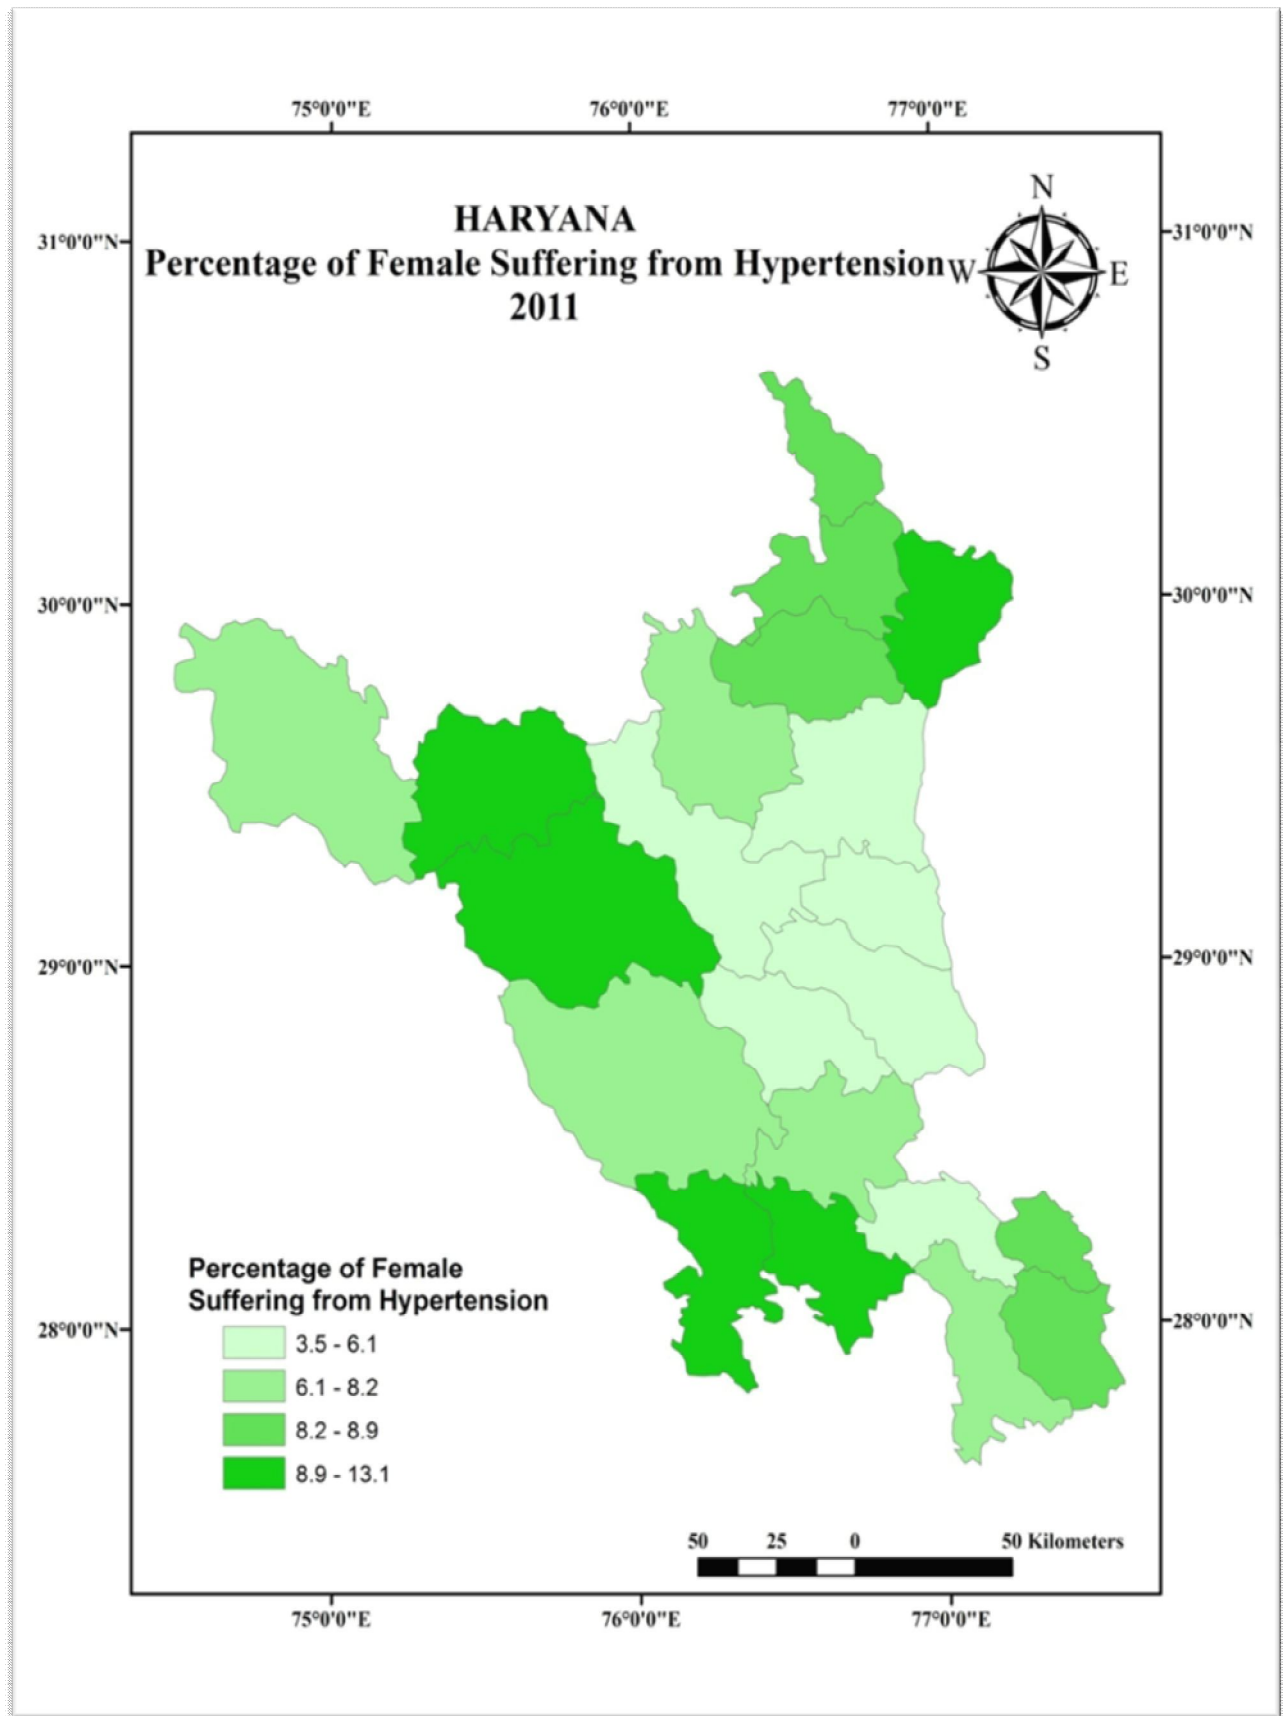 75°0'0"E 76°0'0"E 77°0'0"E
N
HARYANA
31°0'0"N 31°0'0"N
Percentage of Female Suffering from Hypertension
W E
2011
S
30°0'0"N 30°0'0"N
29°0'0"N 29°0'0"N
Percentage of Female
Suffering from Hypertension
28°0'0"N 28°0'0"N
3.5 - 6.1
6.1 - 8.2
8.2 - 8.9
8.9 - 13.1
50 25 0 50 Kilometers
75°0'0"E 76°0'0"E 77°0'0"E